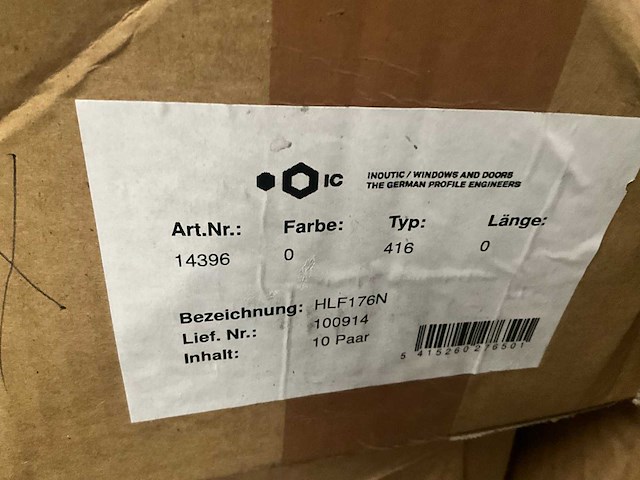 IC INOUTIC / WINDOWS AND DOORS
THE GERMAN PROFILE ENGINEERS
Art.Nr.: Farbe: Typ: Länge:
14396 0 416 0
Bezeichnung: HLF176N
Lief. Nr.: 100914
Inhalt: 10 Paar
5 415260 276501